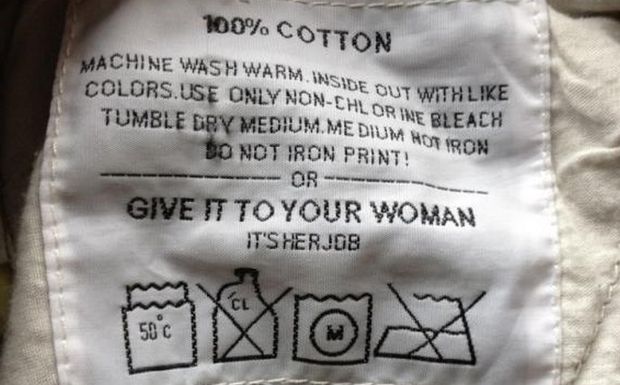 100% COTTON
MACHINE WASH WARM.INSIDE OUT WITH LIKE
COLORS.USE ONLY NON-CHLORINE BLEACH
TUMBLE DRY MEDIUM.MEDIUM HOT IRON
DO NOT IRON PRINT!
OR
GIVE IT TO YOUR WOMAN
IT'S HER JOB
50°C
CL
M